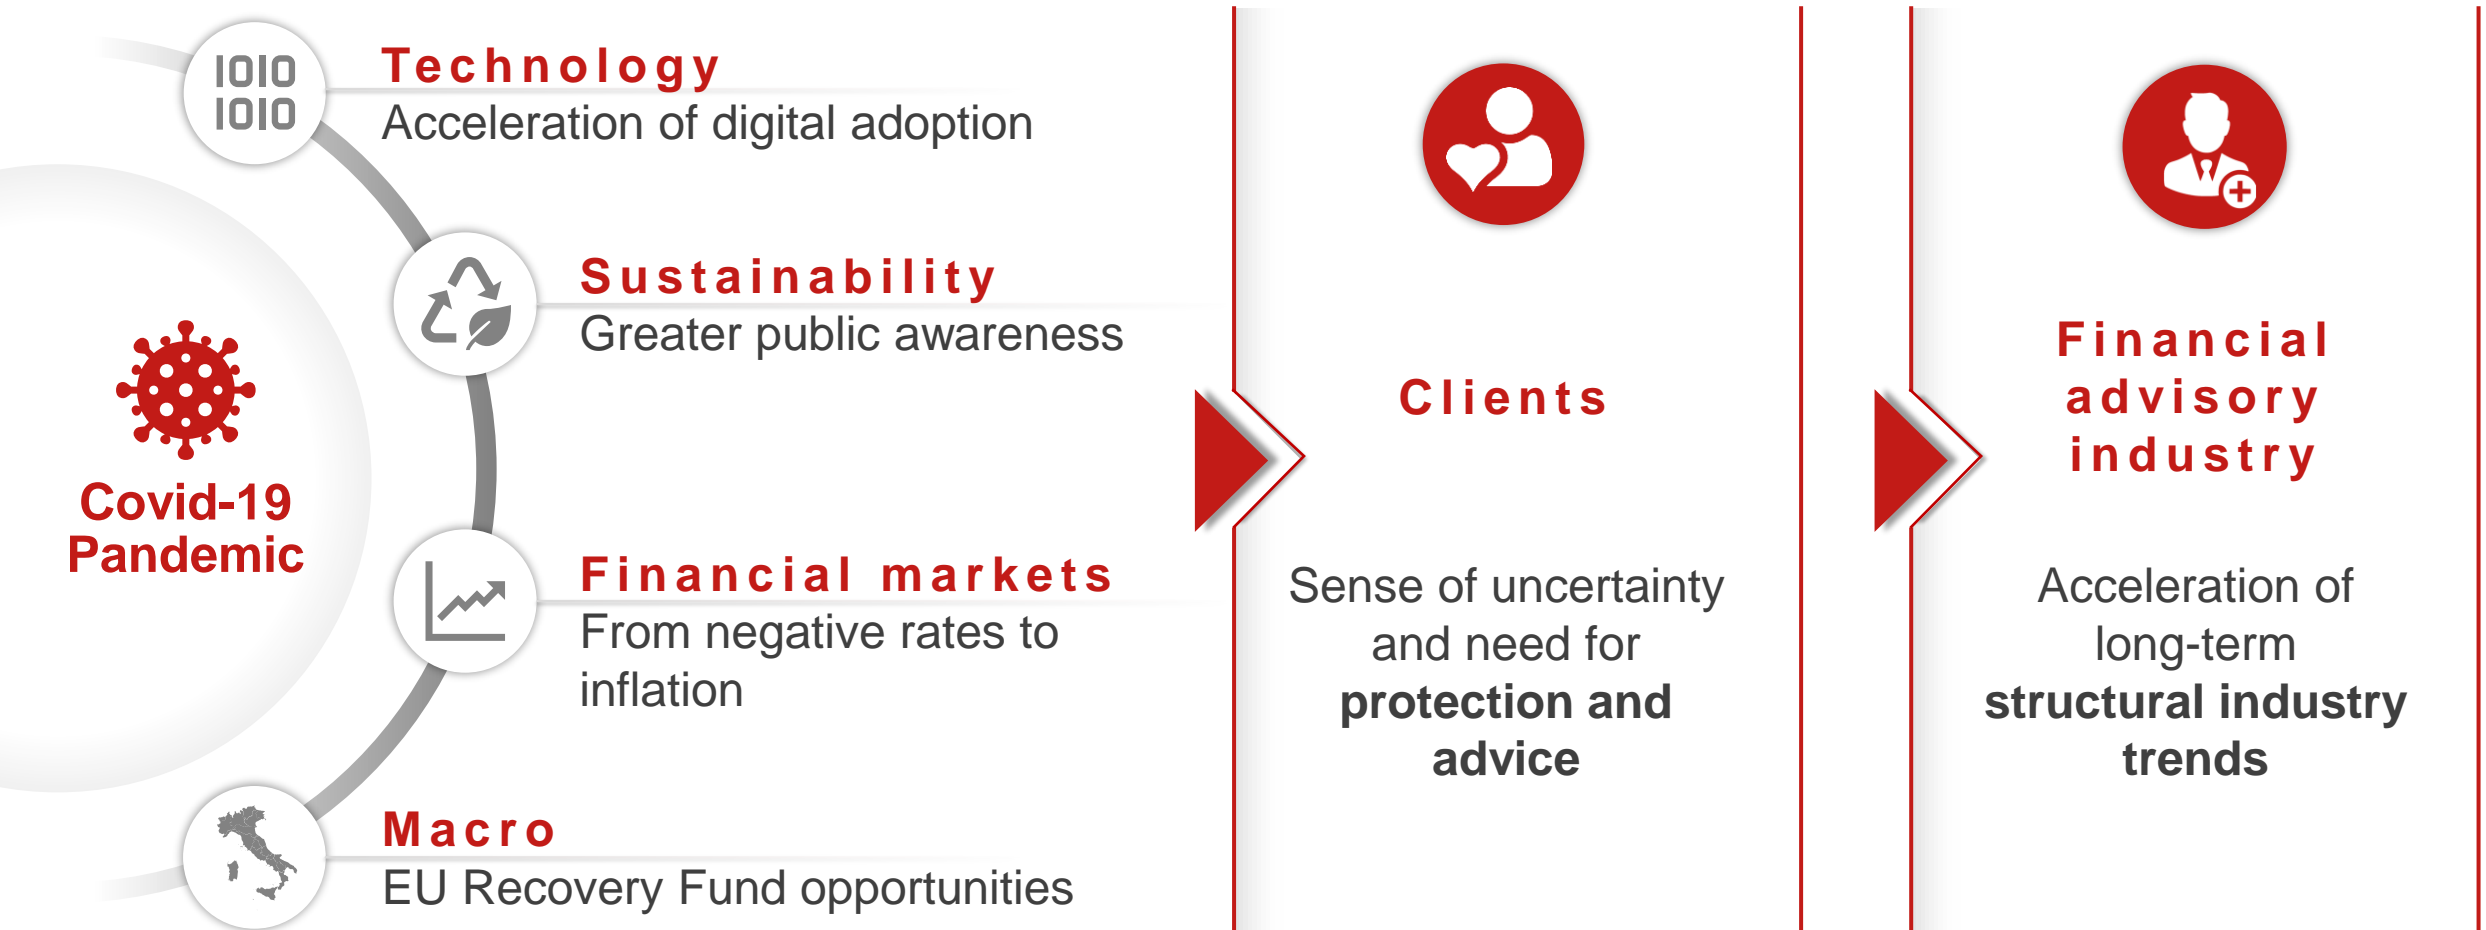 IOIO
IOIO
Technology
Acceleration of digital adoption
Sustainability
Greater public awareness
Covid-19
Pandemic
Financial markets
From negative rates to
inflation
Macro
EU Recovery Fund opportunities
Clients
Sense of uncertainty
and need for
protection and
advice
Financial
advisory
industry
Acceleration of
long-term
structural industry
trends